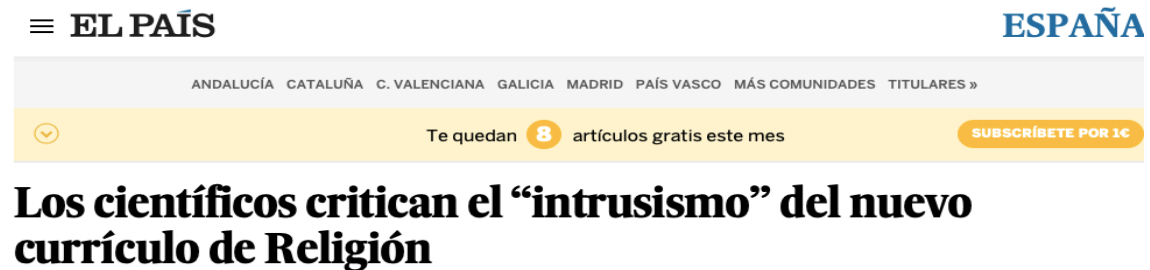 EL PAÍS
ESPAÑA
ANDALUCÍA CATALUÑA C. VALENCIANA GALICIA MADRID PAÍS VASCO MÁS COMUNIDADES TITULARES »
Te quedan 8 artículos gratis este mes
SUBSCRÍBETE POR 1€
Los científicos critican el “intrusismo” del nuevo
currículo de Religión